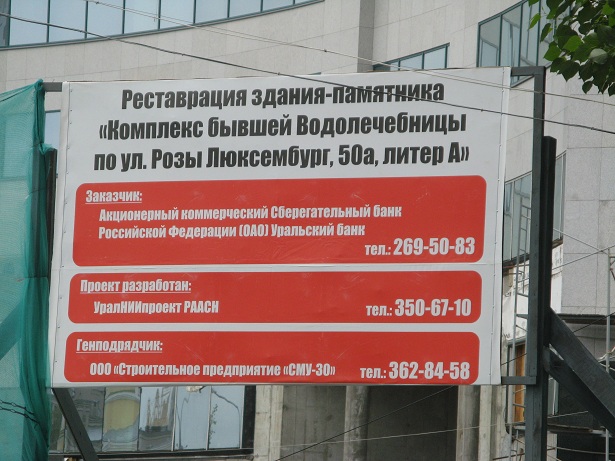 Реставрация здания-памятника
«Комплекс бывшей Водолечебницы
по ул. Розы Люксембург, 50а, литер А»
Заказчик:
Акционерный коммерческий Сберегательный банк
Российской Федерации (ОАО) Уральский банк
тел.: 269-50-83
Проект разработан:
УралНИИпроект РААСН тел.: 350-67-10
Генподрядчик:
ООО «Строительное предприятие «СМУ-30» тел.: 362-84-58